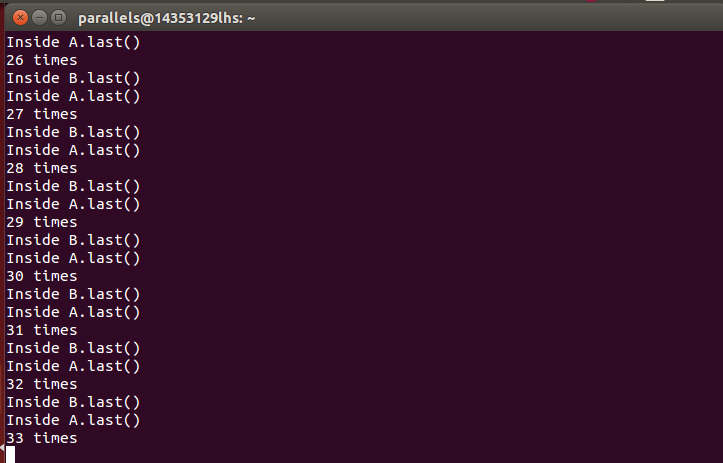 parallels@14353129lhs: ~
Inside A.last()
26 times
Inside B.last()
Inside A.last()
27 times
Inside B.last()
Inside A.last()
28 times
Inside B.last()
Inside A.last()
29 times
Inside B.last()
Inside A.last()
30 times
Inside B.last()
Inside A.last()
31 times
Inside B.last()
Inside A.last()
32 times
Inside B.last()
Inside A.last()
33 times